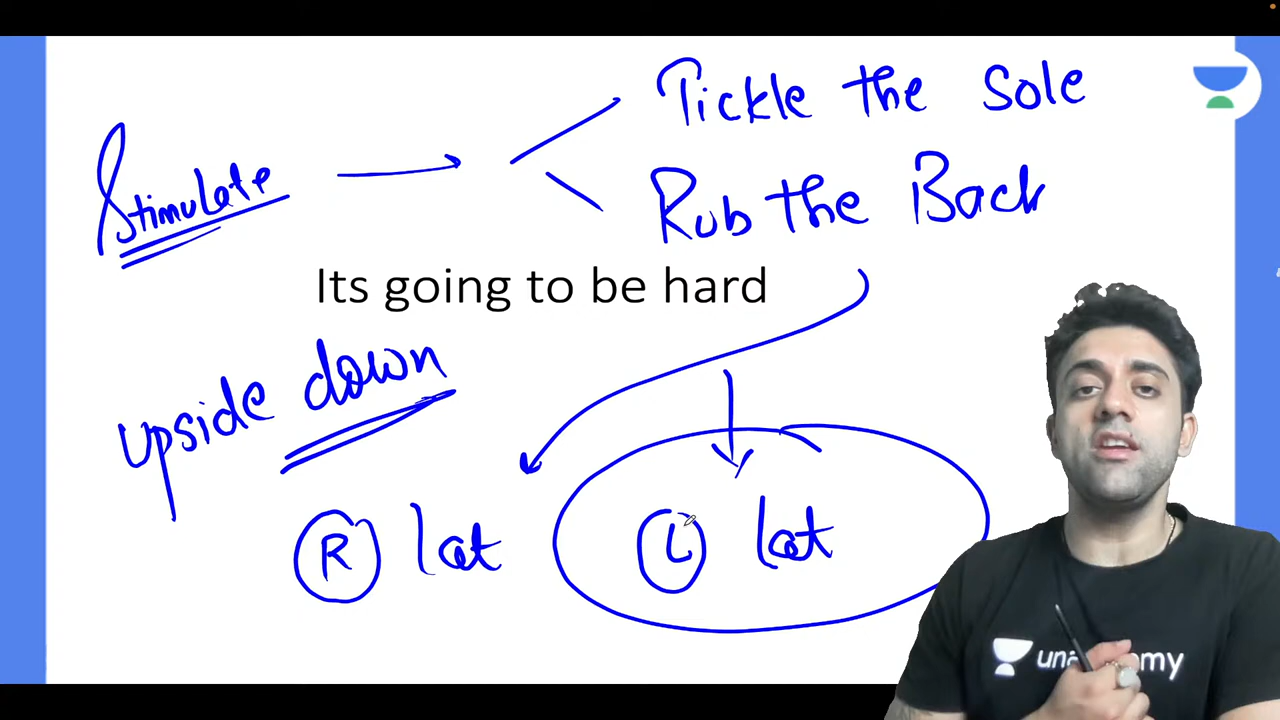 Tickle the Sole
Stimulate
Rub the Back
Its going to be hard
upside down
R lat
L lat
unacademy